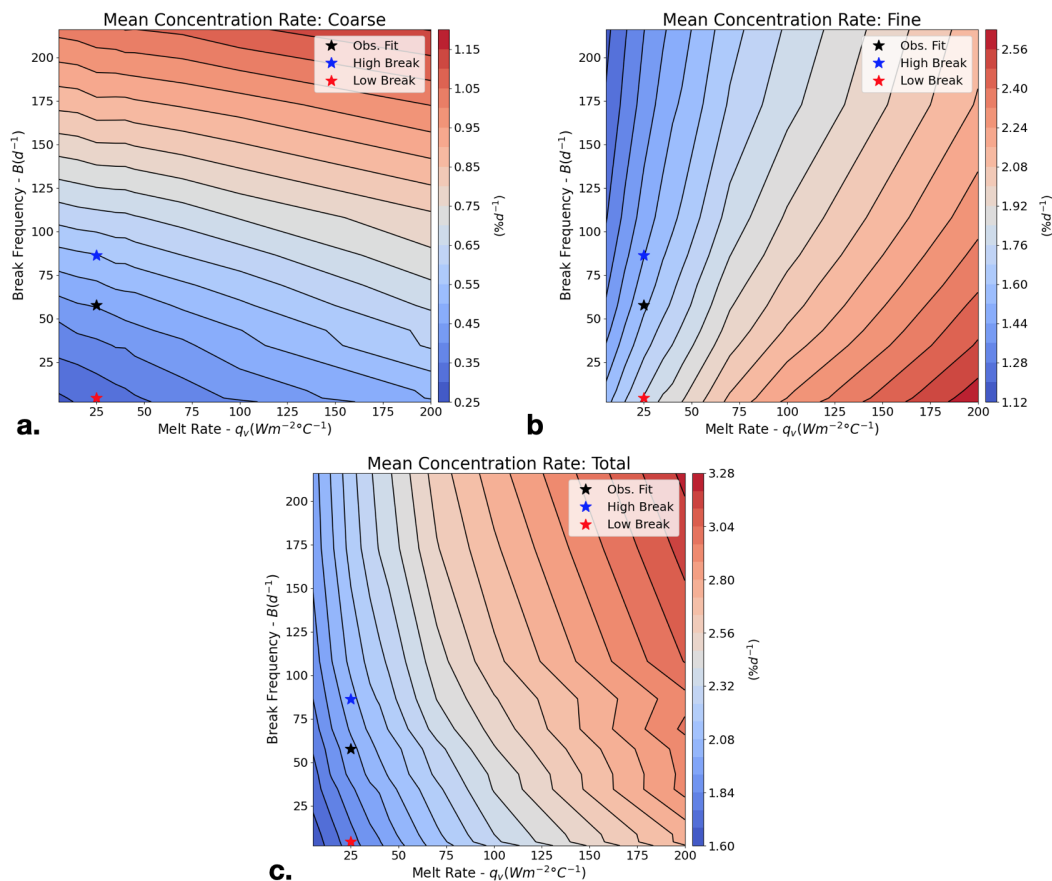 Mean Concentration Rate: Coarse
Obs. Fit
High Break
Low Break
200
175
150
125
100
75
50
25
Break Frequency - B(d⁻¹)
25 50 75 100 125 150 175 200
Melt Rate - qᵥ(Wm⁻²°C⁻¹)
1.15
1.05
0.95
0.85
0.75
0.65
0.55
0.45
0.35
0.25
(%d⁻¹)
a.
Mean Concentration Rate: Fine
Obs. Fit
High Break
Low Break
200
175
150
125
100
75
50
25
Break Frequency - B(d⁻¹)
25 50 75 100 125 150 175 200
Melt Rate - qᵥ(Wm⁻²°C⁻¹)
2.56
2.40
2.24
2.08
1.92
1.76
1.60
1.44
1.28
1.12
(%d⁻¹)
b
Mean Concentration Rate: Total
Obs. Fit
High Break
Low Break
200
175
150
125
100
75
50
25
Break Frequency - B(d⁻¹)
25 50 75 100 125 150 175 200
Melt Rate - qᵥ(Wm⁻²°C⁻¹)
3.28
3.04
2.80
2.56
2.32
2.08
1.84
1.60
(%d⁻¹)
c.